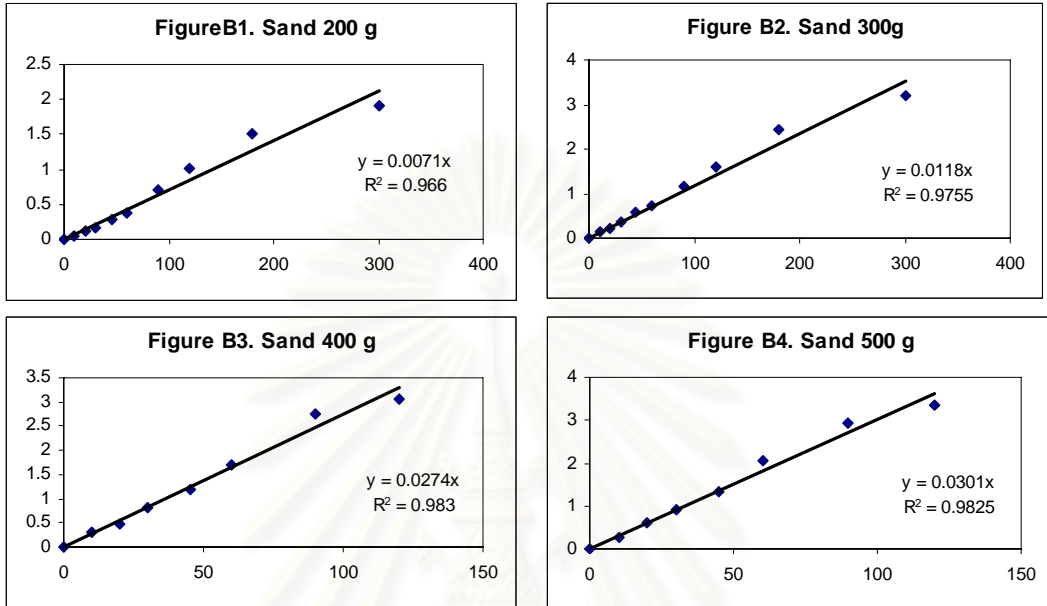 FigureB1. Sand 200 g
2.5
2
1.5
1
0.5
0
0 100 200 300 400
y = 0.0071x
R² = 0.966
Figure B2. Sand 300g
4
3
2
1
0
0 100 200 300 400
y = 0.0118x
R² = 0.9755
Figure B3. Sand 400 g
3.5
3
2.5
2
1.5
1
0.5
0
0 50 100 150
y = 0.0274x
R² = 0.983
Figure B4. Sand 500 g
4
3
2
1
0
0 50 100 150
y = 0.0301x
R² = 0.9825